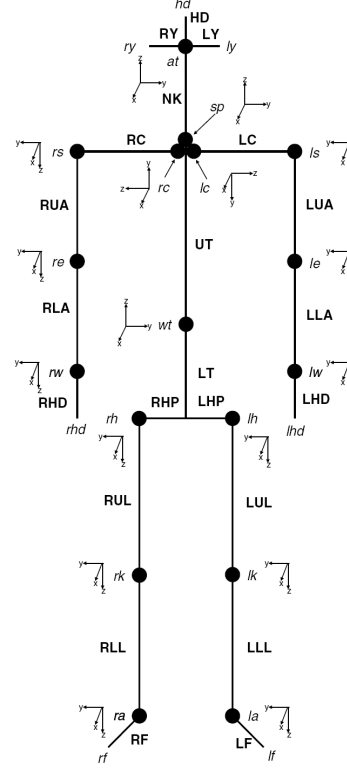 hd
HD
RY LY
ry ly
at
z
y
x
NK
z
y
x
sp
RC LC
y
x
z
rs
ls
y
x
z
y
z
x
rc
lc
z
x
y
RUA
LUA
UT
y
x
z
re
le
y
x
z
RLA
LLA
z
y
x
wt
y
x
z
rw
lw
y
x
z
LT
RHD
RHP LHP
LHD
rhd
rh
lh
lhd
y
x
z
y
x
z
RUL
LUL
y
x
z
rk
lk
y
x
z
RLL
LLL
y
x
z
ra
la
y
x
z
RF
LF
rf
lf